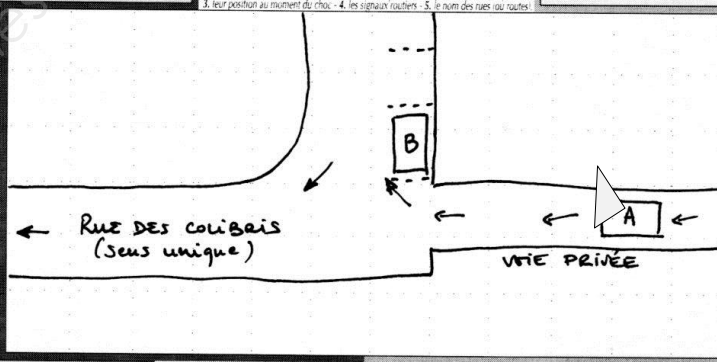 3. leur position au moment du choc - 4. les signaux routiers - 5. le nom des rues (ou routes)
B
A
RUE DES COLIBRIS
(sens unique)
VOIE PRIVÉE